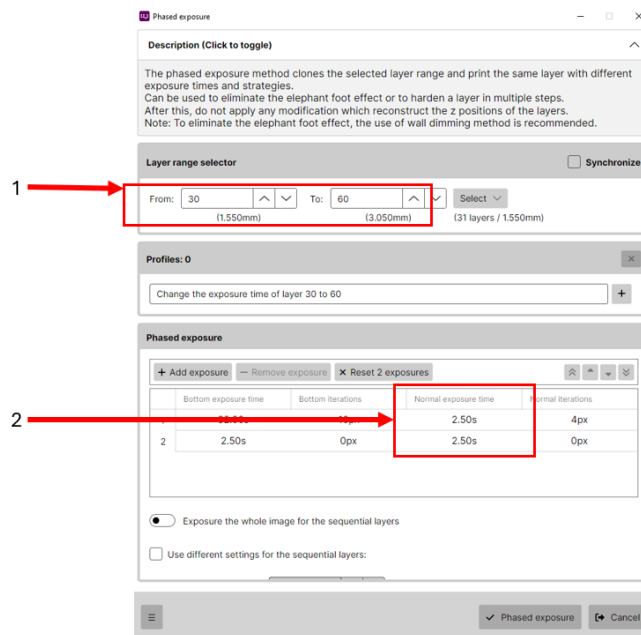 Phased exposure
Description (Click to toggle)
The phased exposure method clones the selected layer range and print the same layer with different
exposure times and strategies.
Can be used to eliminate the elephant foot effect or to harden a layer in multiple steps.
After this, do not apply any modification which reconstruct the z positions of the layers.
Note: To eliminate the elephant foot effect, the use of wall dimming method is recommended.
Layer range selector
Synchronize
1
From: 30 To: 60 Select
(1.550mm) (3.050mm) (31 layers / 1.550mm)
Profiles: 0
Change the exposure time of layer 30 to 60
Phased exposure
Add exposure Remove exposure Reset 2 exposures
Bottom exposure time Bottom iterations Normal exposure time Normal iterations
2
2.50s 4px
2 2.50s 0px 2.50s 0px
Exposure the whole image for the sequential layers
Use different settings for the sequential layers:
Phased exposure Cancel